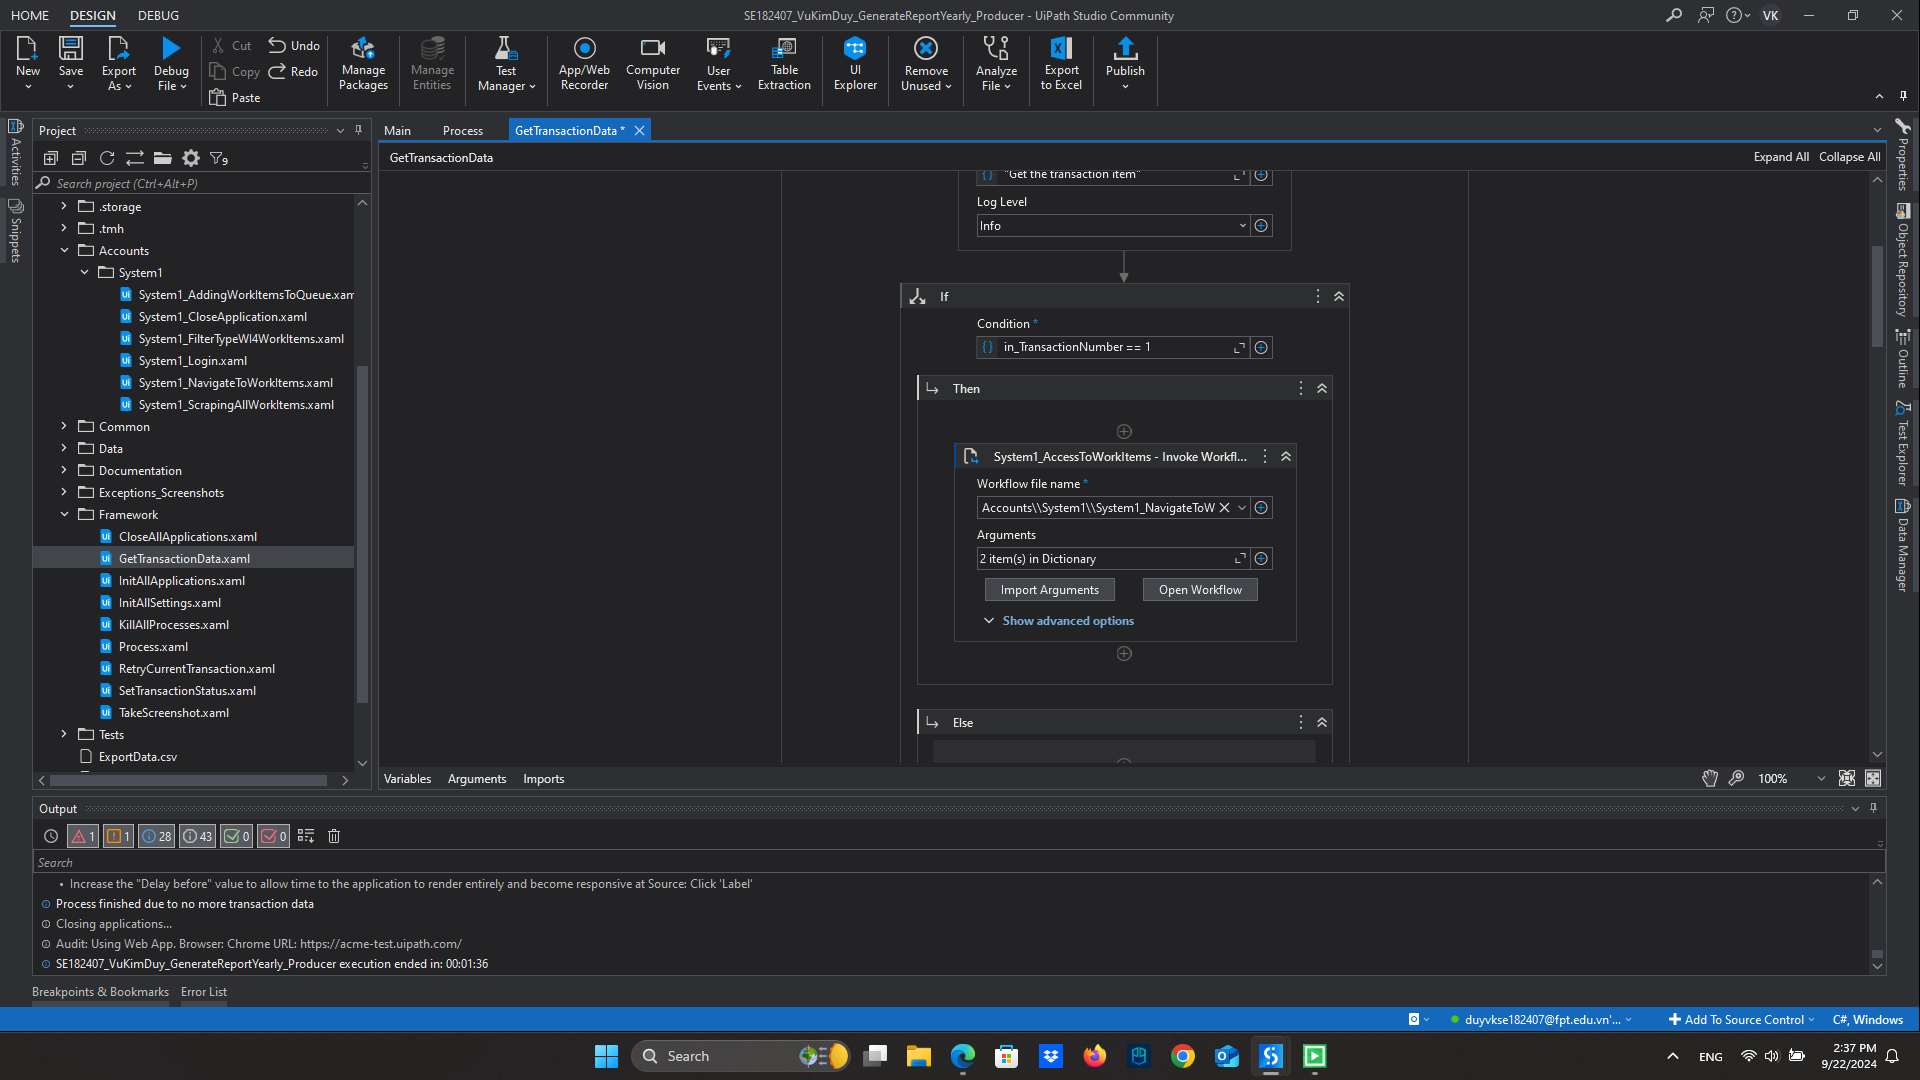 HOME DESIGN DEBUG
SE182407_VuKimDuy_GenerateReportYearly_Producer - UiPath Studio Community
VK
New
Save
Export As
Debug File
Cut
Copy
Paste
Undo
Redo
Manage Packages
Manage Entities
Test Manager
App/Web Recorder
Computer Vision
User Events
Table Extraction
UI Explorer
Remove Unused
Analyze File
Export to Excel
Publish
Activities
Snippets
Project
9
Search project (Ctrl+Alt+P)
.storage
.tmh
Accounts
System1
System1_AddingWorkItemsToQueue.xam
System1_CloseApplication.xaml
System1_FilterTypeWI4WorkItems.xaml
System1_Login.xaml
System1_NavigateToWorkItems.xaml
System1_ScrapingAllWorkItems.xaml
Common
Data
Documentation
Exceptions_Screenshots
Framework
CloseAllApplications.xaml
GetTransactionData.xaml
InitAllApplications.xaml
InitAllSettings.xaml
KillAllProcesses.xaml
Process.xaml
RetryCurrentTransaction.xaml
SetTransactionStatus.xaml
TakeScreenshot.xaml
Tests
ExportData.csv
Main Process GetTransactionData *
GetTransactionData
Expand All Collapse All
"Get the transaction item"
Log Level
Info
If
Condition *
in_TransactionNumber == 1
Then
System1_AccessToWorkItems - Invoke Workfl...
Workflow file name *
Accounts\\System1\\System1_NavigateToW
Arguments
2 item(s) in Dictionary
Import Arguments Open Workflow
Show advanced options
Else
Variables Arguments Imports
100%
Properties
Object Repository
Outline
Test Explorer
Data Manager
Output
1 1 28 43 0 0
Search
• Increase the "Delay before" value to allow time to the application to render entirely and become responsive at Source: Click 'Label'
Process finished due to no more transaction data
Closing applications...
Audit: Using Web App. Browser: Chrome URL: https://acme-test.uipath.com/
SE182407_VuKimDuy_GenerateReportYearly_Producer execution ended in: 00:01:36
Breakpoints & Bookmarks Error List
duyvkse182407@fpt.edu.vn'...
Add To Source Control
C#, Windows
Search
ENG
2:37 PM
9/22/2024